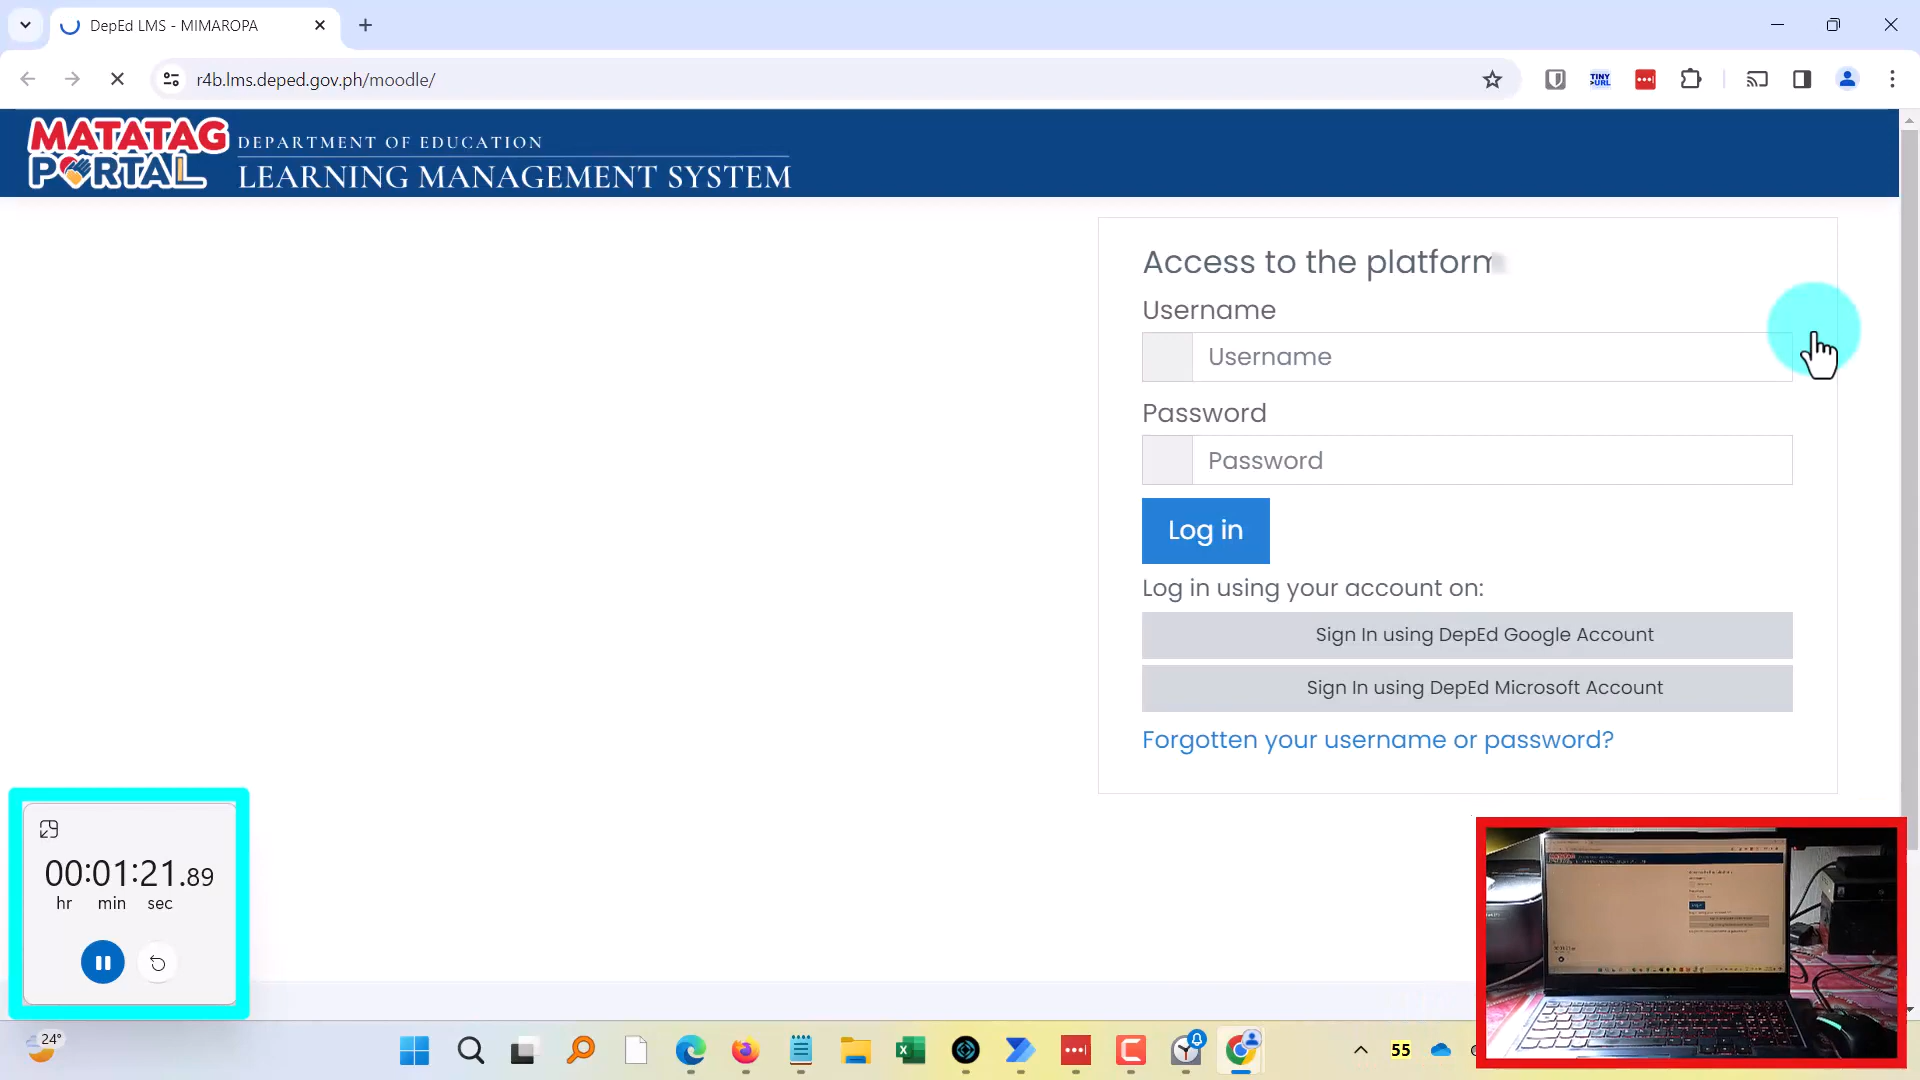 DepEd LMS - MIMAROPA
r4b.lms.deped.gov.ph/moodle/
TINY
URL
MATATAG
PORTAL
DEPARTMENT OF EDUCATION
LEARNING MANAGEMENT SYSTEM
Access to the platform
Username
Username
Password
Password
Log in
Log in using your account on:
Sign In using DepEd Google Account
Sign In using DepEd Microsoft Account
Forgotten your username or password?
00:01:21.89
hr min sec
24°
55